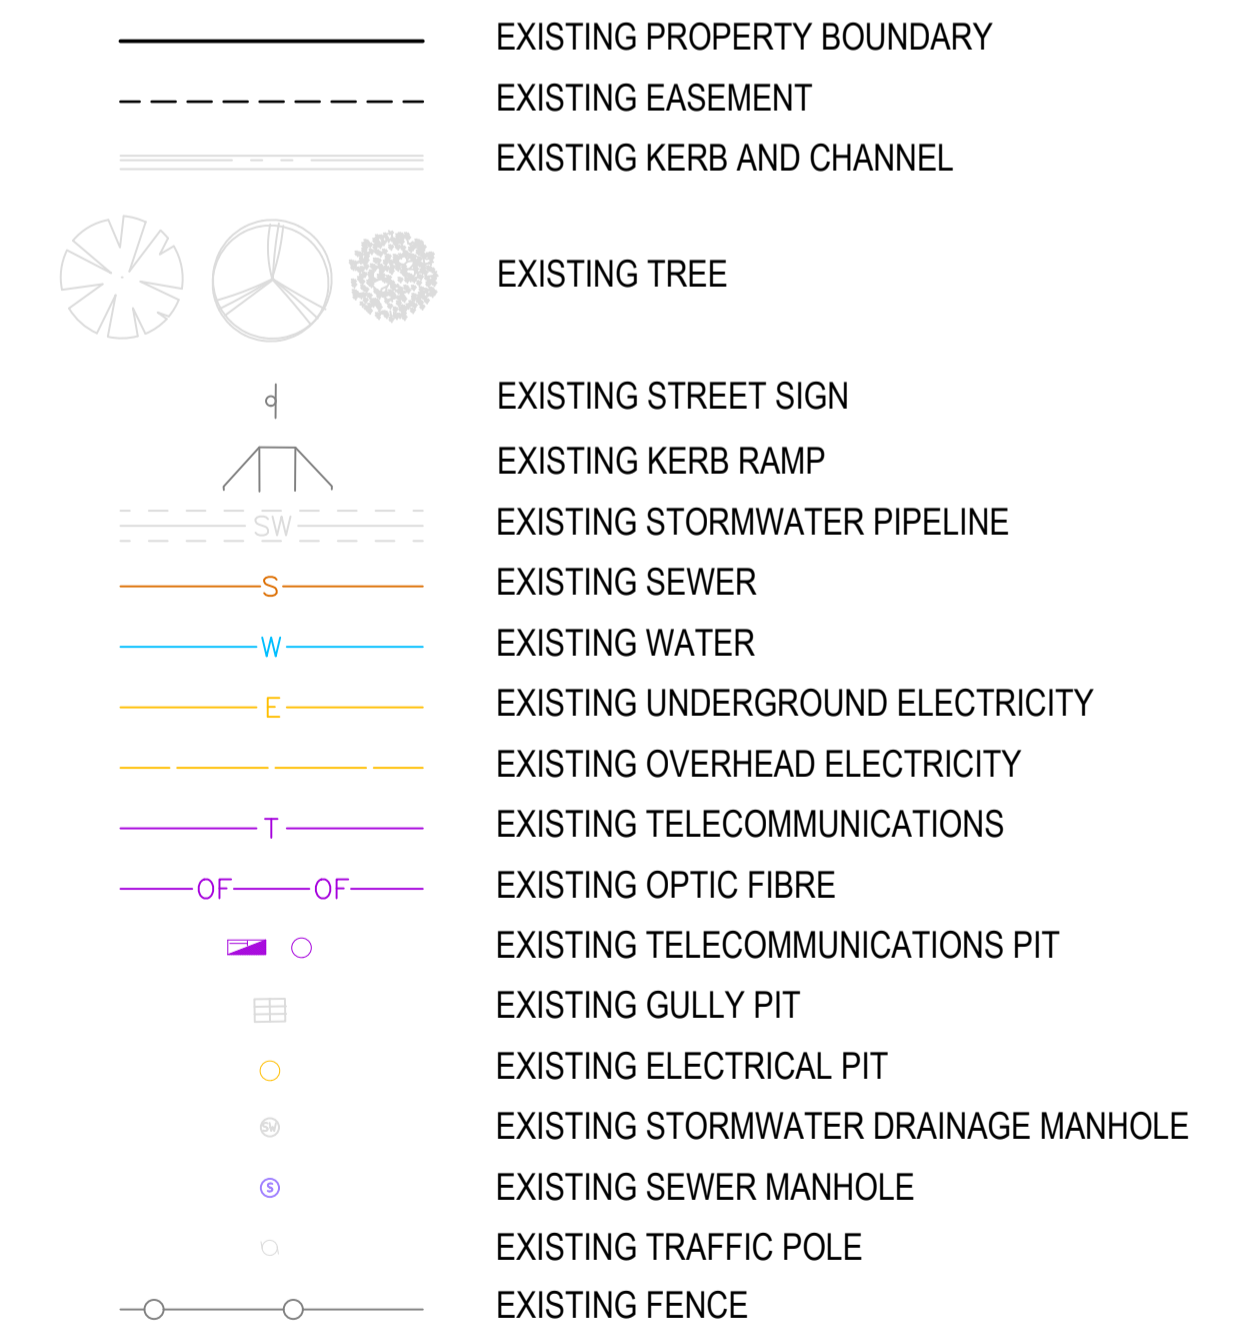 EXISTING PROPERTY BOUNDARY
EXISTING EASEMENT
EXISTING KERB AND CHANNEL
EXISTING TREE
EXISTING STREET SIGN
EXISTING KERB RAMP
SW EXISTING STORMWATER PIPELINE
S EXISTING SEWER
W EXISTING WATER
E EXISTING UNDERGROUND ELECTRICITY
EXISTING OVERHEAD ELECTRICITY
T EXISTING TELECOMMUNICATIONS
OF OF EXISTING OPTIC FIBRE
EXISTING TELECOMMUNICATIONS PIT
EXISTING GULLY PIT
EXISTING ELECTRICAL PIT
SW EXISTING STORMWATER DRAINAGE MANHOLE
S EXISTING SEWER MANHOLE
EXISTING TRAFFIC POLE
EXISTING FENCE